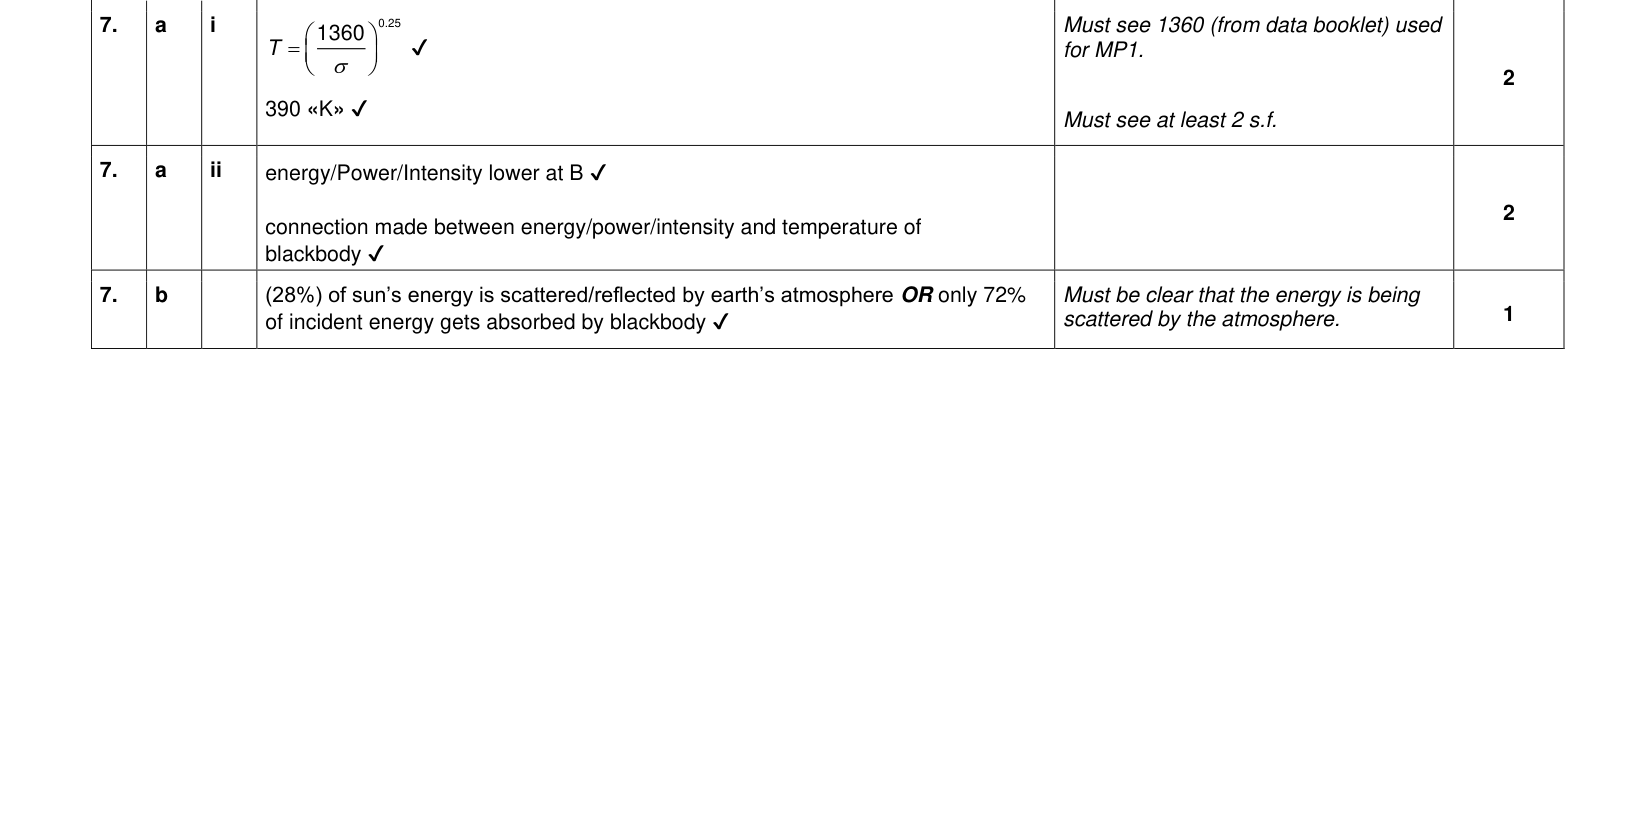 7. a i T = (1360/σ)^0.25 ✓ Must see 1360 (from data booklet) used
for MP1.
2
390 «K» ✓
Must see at least 2 s.f.
7. a ii energy/Power/Intensity lower at B ✓
2
connection made between energy/power/intensity and temperature of
blackbody ✓
7. b (28%) of sun's energy is scattered/reflected by earth's atmosphere OR only 72% Must be clear that the energy is being
of incident energy gets absorbed by blackbody ✓ scattered by the atmosphere.
1